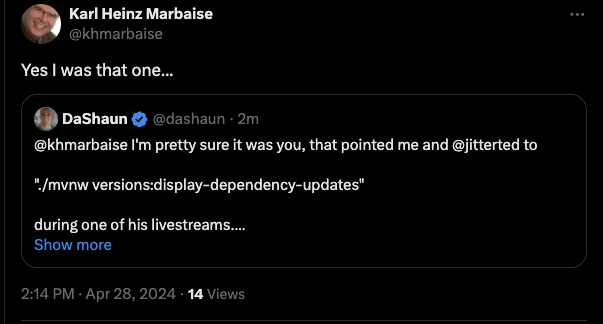 Karl Heinz Marbaise
@khmarbaise
Yes I was that one...
DaShaun @dashaun · 2m
@khmarbaise I'm pretty sure it was you, that pointed me and @jitterted to
"./mvnw versions:display-dependency-updates"
during one of his livestreams....
Show more
2:14 PM · Apr 28, 2024 · 14 Views